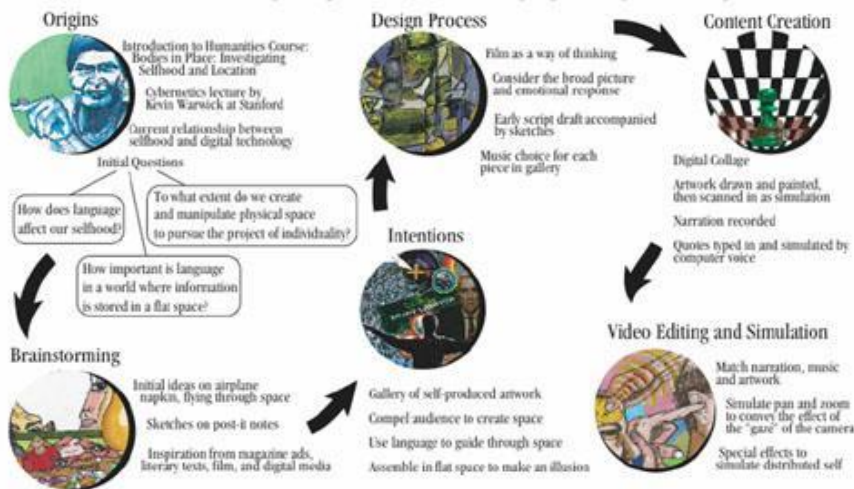 Origins
Introduction to Humanities Course:
Bodies in Place: Investigating
Selfhood and Location
Cybernetics lecture by
Kevin Warwick at Stanford
Current relationship between
selfhood and digital technology
Initial Questions
How does language
affect our selfhood?
To what extent do we create
and manipulate physical space
to pursue the project of individuality?
How important is language
in a world where information
is stored in a flat space?
Brainstorming
Initial ideas on airplane
napkin, flying through space
Sketches on post-it notes
Inspiration from magazine ads,
literary texts, film, and digital media
Intentions
Gallery of self-produced artwork
Compel audience to create space
Use language to guide through space
Assemble in flat space to make an illusion
Design Process
Film as a way of thinking
Consider the broad picture
and emotional response
Early script draft accompanied
by sketches
Music choice for each
piece in gallery
Content Creation
Digital Collage
Artwork drawn and painted,
then scanned in as simulation
Narration recorded
Quotes typed in and simulated by
computer voice
Video Editing and Simulation
Match narration, music
and artwork
Simulate pan and zoom
to convey the effect of
the "gaze" of the camera
Special effects to
simulate distributed self